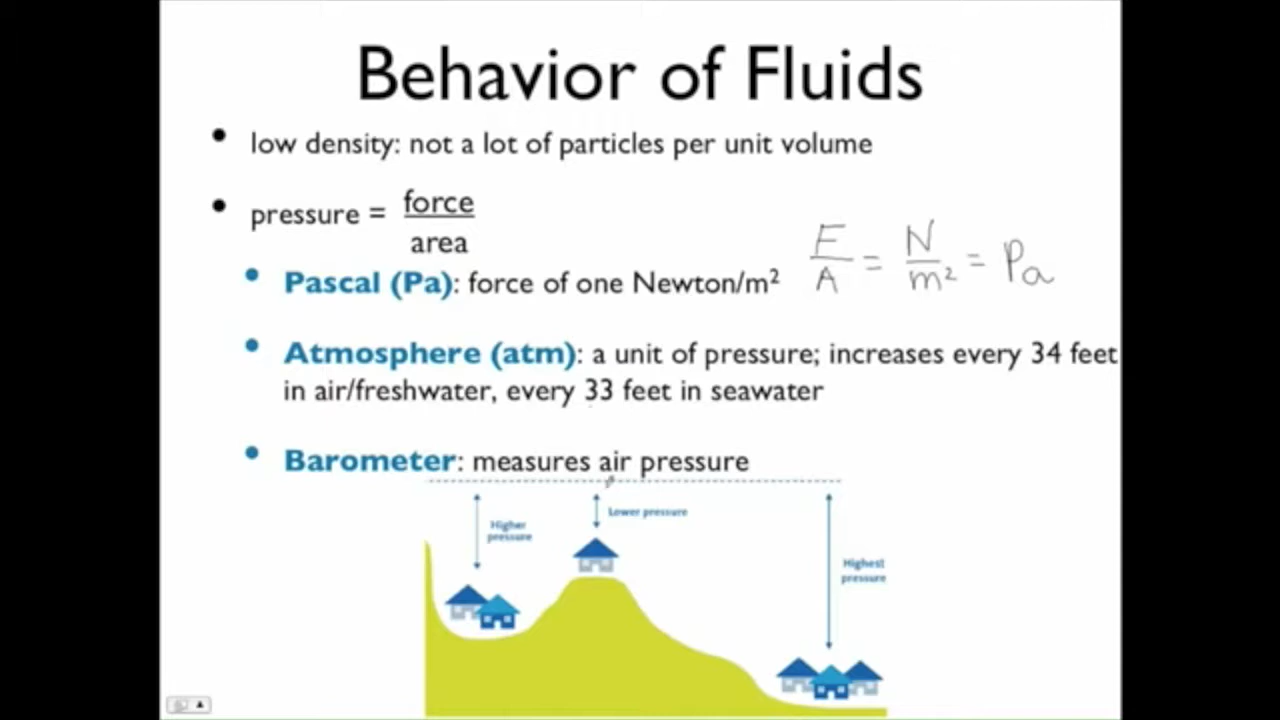 Behavior of Fluids
• low density: not a lot of particles per unit volume
• pressure = force
area
F/A = N/m² = Pa
• Pascal (Pa): force of one Newton/m²
• Atmosphere (atm): a unit of pressure; increases every 34 feet
in air/freshwater, every 33 feet in seawater
• Barometer: measures air pressure
Lower pressure
Higher
pressure
Highest
pressure